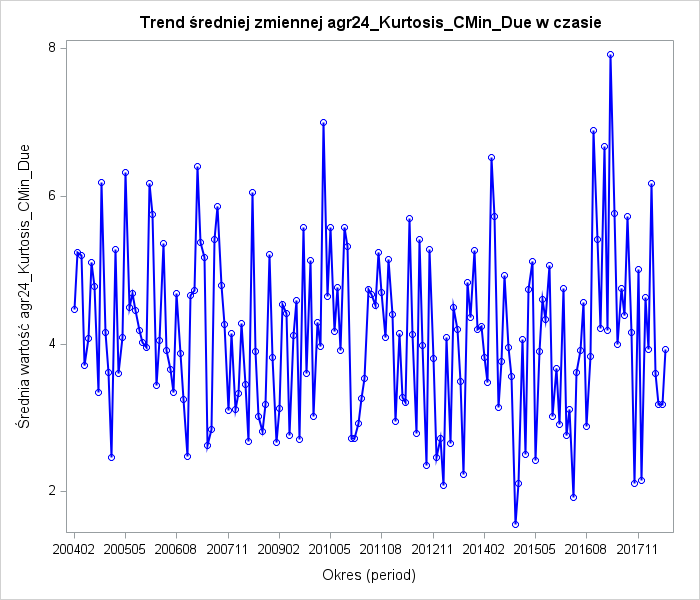 Trend średniej zmiennej agr24_Kurtosis_CMin_Due w czasie
Średnia wartość agr24_Kurtosis_CMin_Due
8
6
4
2
200402 200505 200608 200711 200902 201005 201108 201211 201402 201505 201608 201711
Okres (period)